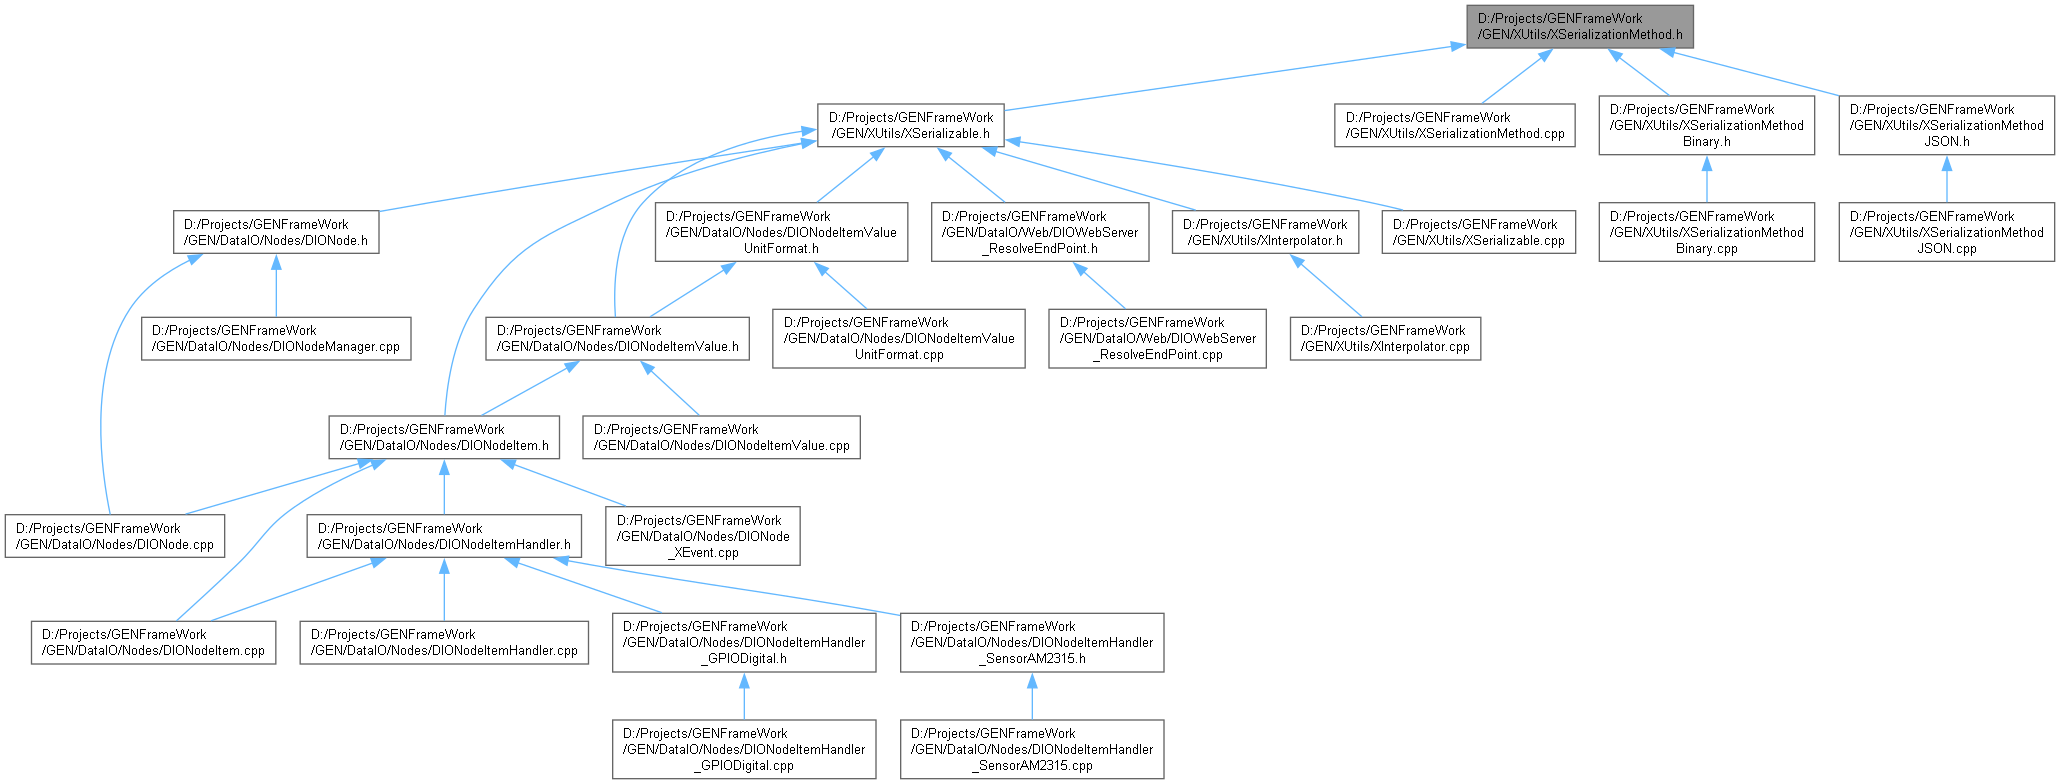 D:/Projects/GENFrameWork
/GEN/XUtils/XSerializationMethod.h
D:/Projects/GENFrameWork
/GEN/XUtils/XSerializable.h
D:/Projects/GENFrameWork
/GEN/XUtils/XSerializationMethod.cpp
D:/Projects/GENFrameWork
/GEN/XUtils/XSerializationMethod
Binary.h
D:/Projects/GENFrameWork
/GEN/XUtils/XSerializationMethod
JSON.h
D:/Projects/GENFrameWork
/GEN/DataIO/Nodes/DIONode.h
D:/Projects/GENFrameWork
/GEN/DataIO/Nodes/DIONodeItemValue
UnitFormat.h
D:/Projects/GENFrameWork
/GEN/DataIO/Web/DIOWebServer
_ResolveEndPoint.h
D:/Projects/GENFrameWork
/GEN/XUtils/XInterpolator.h
D:/Projects/GENFrameWork
/GEN/XUtils/XSerializable.cpp
D:/Projects/GENFrameWork
/GEN/XUtils/XSerializationMethod
Binary.cpp
D:/Projects/GENFrameWork
/GEN/XUtils/XSerializationMethod
JSON.cpp
D:/Projects/GENFrameWork
/GEN/DataIO/Nodes/DIONodeManager.cpp
D:/Projects/GENFrameWork
/GEN/DataIO/Nodes/DIONodeItemValue.h
D:/Projects/GENFrameWork
/GEN/DataIO/Nodes/DIONodeItemValue
UnitFormat.cpp
D:/Projects/GENFrameWork
/GEN/DataIO/Web/DIOWebServer
_ResolveEndPoint.cpp
D:/Projects/GENFrameWork
/GEN/XUtils/XInterpolator.cpp
D:/Projects/GENFrameWork
/GEN/DataIO/Nodes/DIONodeItem.h
D:/Projects/GENFrameWork
/GEN/DataIO/Nodes/DIONodeItemValue.cpp
D:/Projects/GENFrameWork
/GEN/DataIO/Nodes/DIONode.cpp
D:/Projects/GENFrameWork
/GEN/DataIO/Nodes/DIONodeItemHandler.h
D:/Projects/GENFrameWork
/GEN/DataIO/Nodes/DIONode
_XEvent.cpp
D:/Projects/GENFrameWork
/GEN/DataIO/Nodes/DIONodeItem.cpp
D:/Projects/GENFrameWork
/GEN/DataIO/Nodes/DIONodeItemHandler.cpp
D:/Projects/GENFrameWork
/GEN/DataIO/Nodes/DIONodeItemHandler
_GPIODigital.h
D:/Projects/GENFrameWork
/GEN/DataIO/Nodes/DIONodeItemHandler
_SensorAM2315.h
D:/Projects/GENFrameWork
/GEN/DataIO/Nodes/DIONodeItemHandler
_GPIODigital.cpp
D:/Projects/GENFrameWork
/GEN/DataIO/Nodes/DIONodeItemHandler
_SensorAM2315.cpp